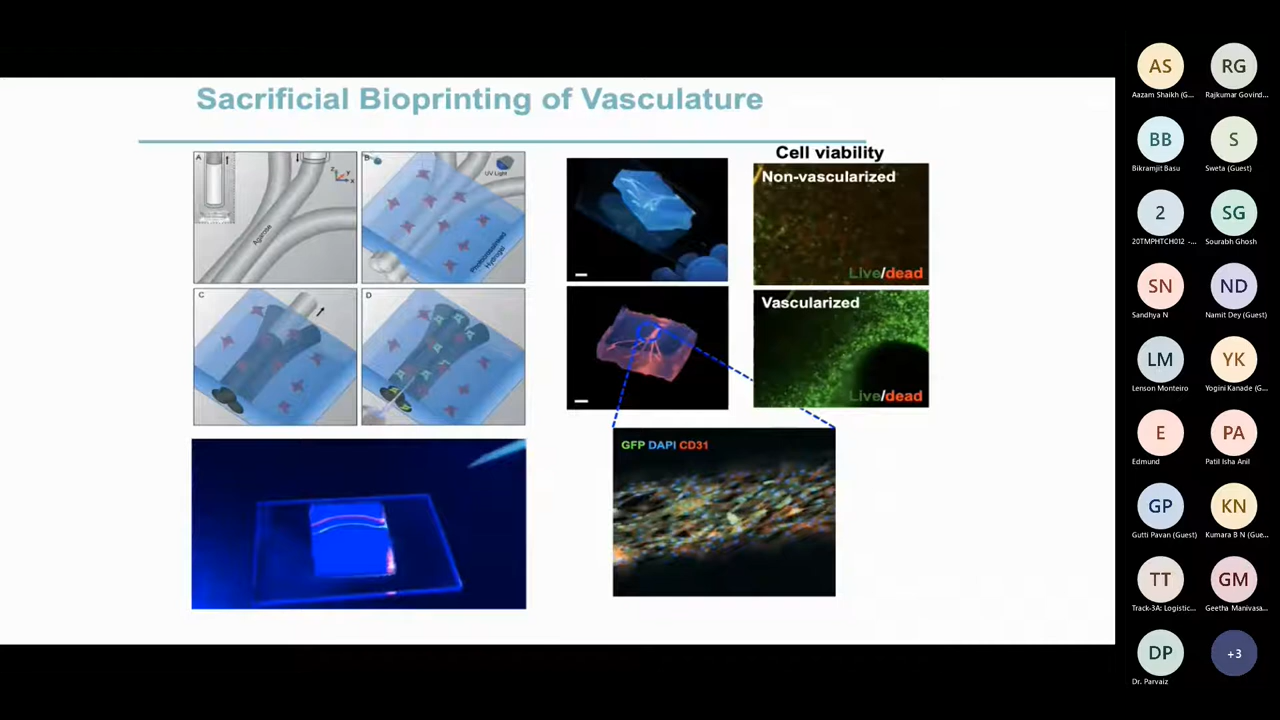 Sacrificial Bioprinting of Vasculature
A
Z
Y
X
Agarose
B
UV Light
Photocrosslinked
Hydrogel
C
D
Cell viability
Non-vascularized
Live/dead
Vascularized
Live/dead
GFP DAPI CD31
AS
Aazam Shaikh (G...
RG
Rajkumar Govind...
BB
Bikramjit Basu
S
Sweta (Guest)
2
20TMPHTCH012 -...
SG
Sourabh Ghosh
SN
Sandhya N
ND
Namit Dey (Guest)
LM
Lenson Monteiro
YK
Yogini Kanade (G...
E
Edmund
PA
Patil Isha Anil
GP
Gutti Pavan (Guest)
KN
Kumara B N (Gue...
TT
Track-3A: Logistic...
GM
Geetha Manivasa...
DP
Dr. Parvaiz
+3